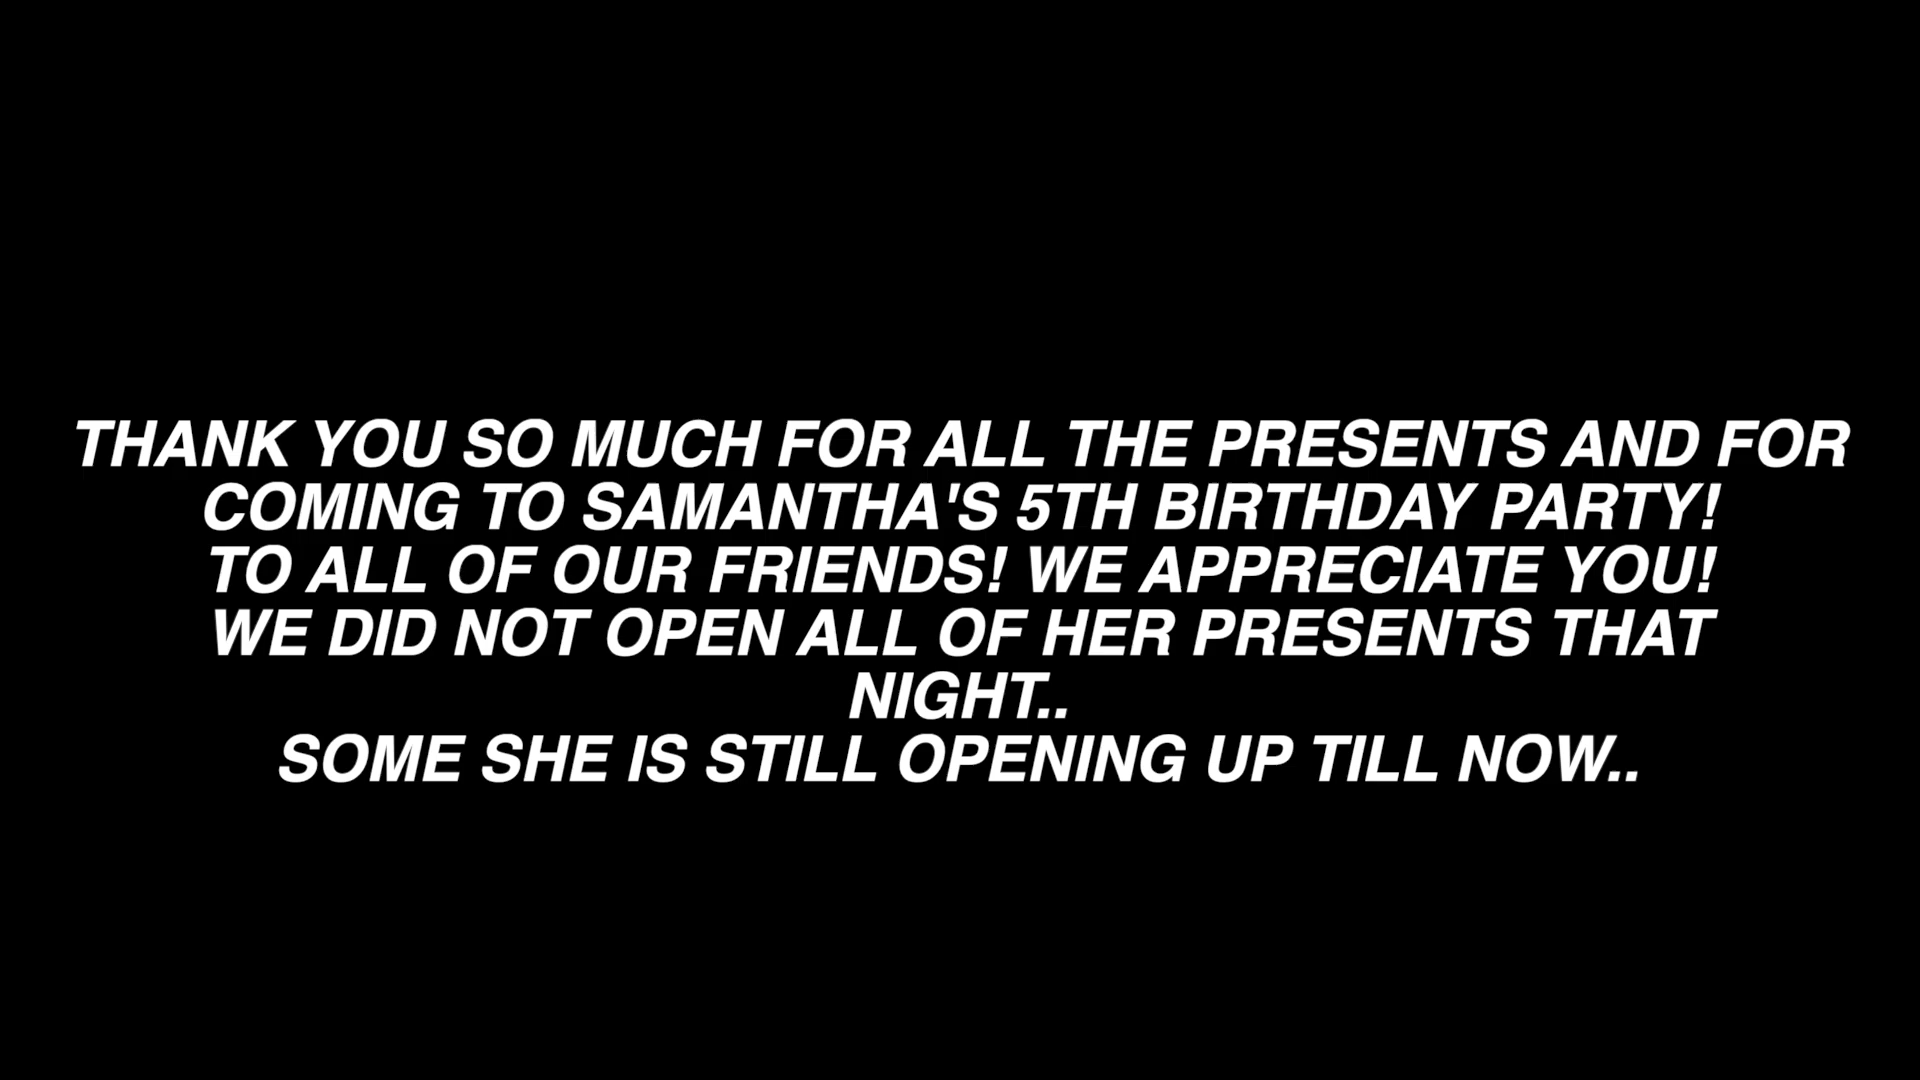 THANK YOU SO MUCH FOR ALL THE PRESENTS AND FOR
COMING TO SAMANTHA'S 5TH BIRTHDAY PARTY!
TO ALL OF OUR FRIENDS! WE APPRECIATE YOU!
WE DID NOT OPEN ALL OF HER PRESENTS THAT
NIGHT..
SOME SHE IS STILL OPENING UP TILL NOW..